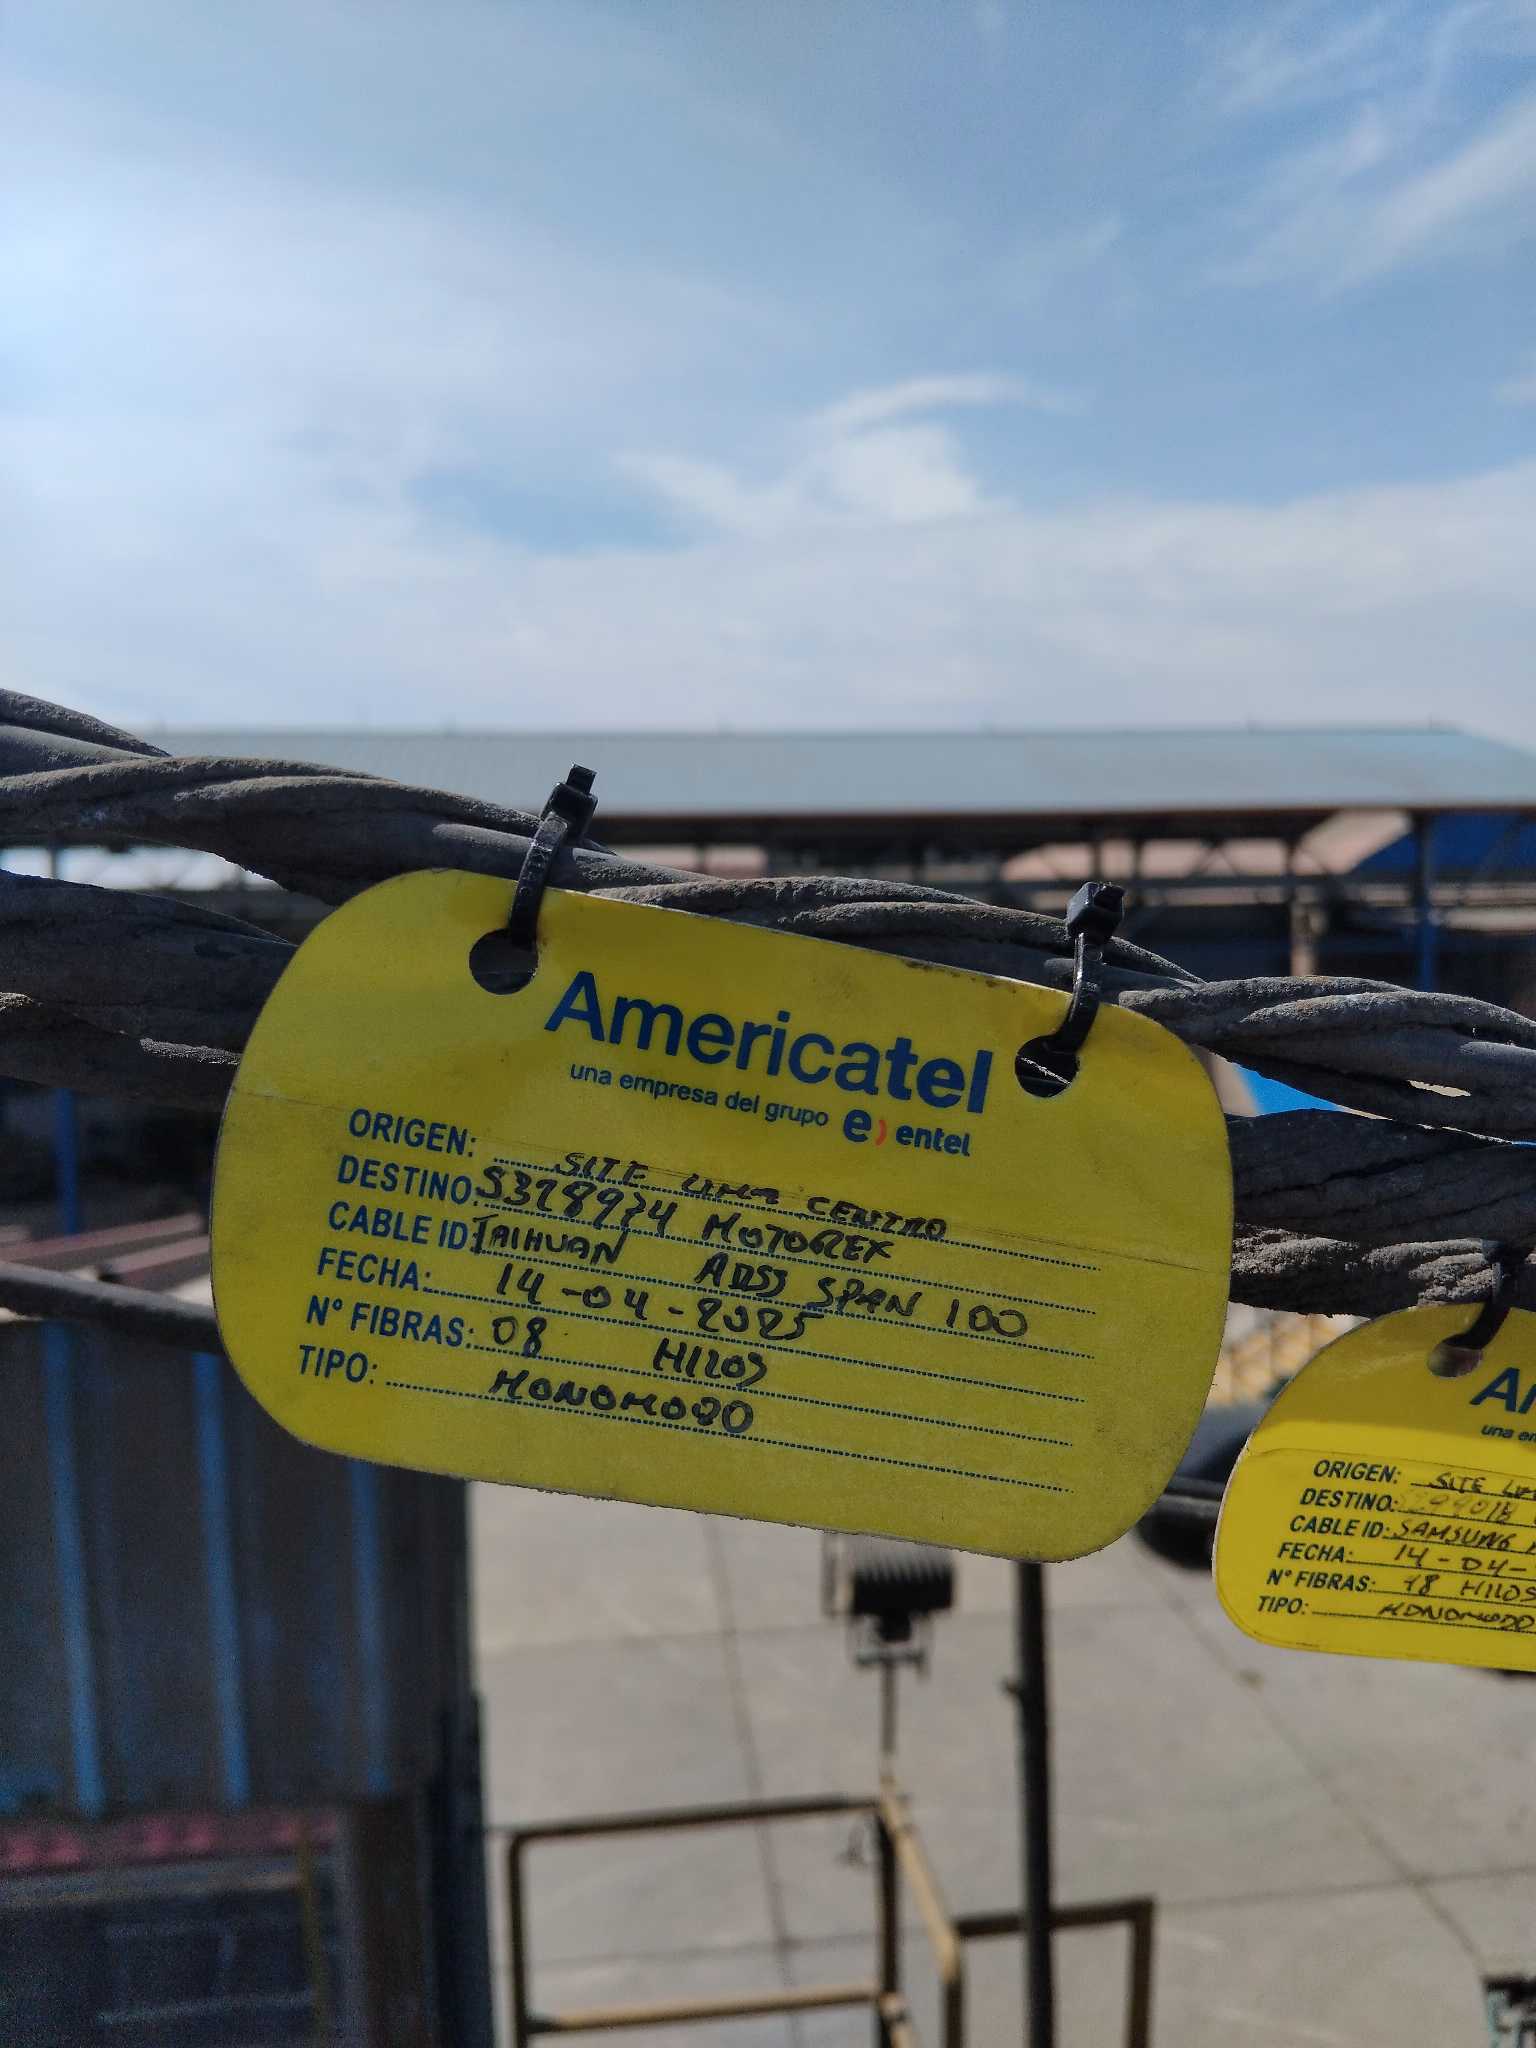 Americatel
una empresa del grupo e) entel
ORIGEN: SITE LIMA CENTRO
DESTINO: S328974 MOTOREX
CABLE ID: TAIHUAN ADSS SPAN 100
FECHA: 14-04-2025
N° FIBRAS: 08 HILOS
TIPO: MONOMODO
ORIGEN: SITE
DESTINO:
CABLE ID: SAMSUNG
FECHA: 14-04-
N° FIBRAS: 48 HILOS
TIPO: MONOMODO